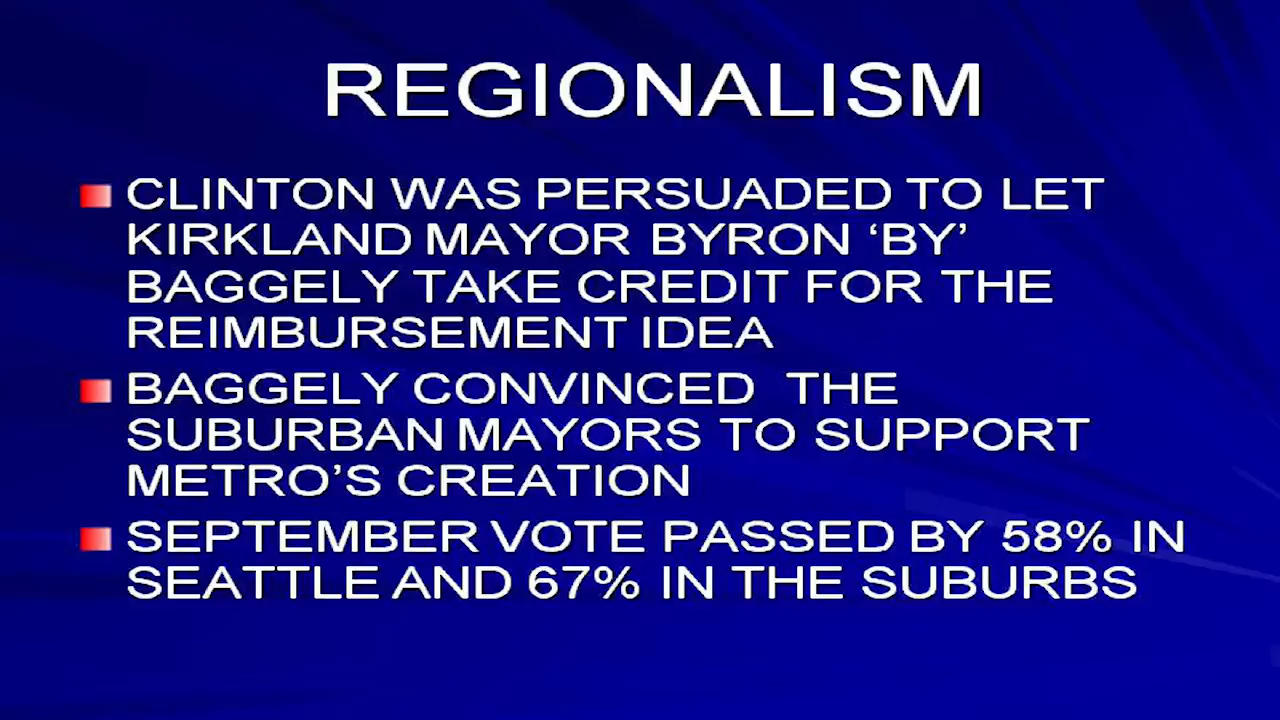 REGIONALISM
CLINTON WAS PERSUADED TO LET
KIRKLAND MAYOR BYRON ‘BY’
BAGGELY TAKE CREDIT FOR THE
REIMBURSEMENT IDEA
BAGGELY CONVINCED THE
SUBURBAN MAYORS TO SUPPORT
METRO’S CREATION
SEPTEMBER VOTE PASSED BY 58% IN
SEATTLE AND 67% IN THE SUBURBS